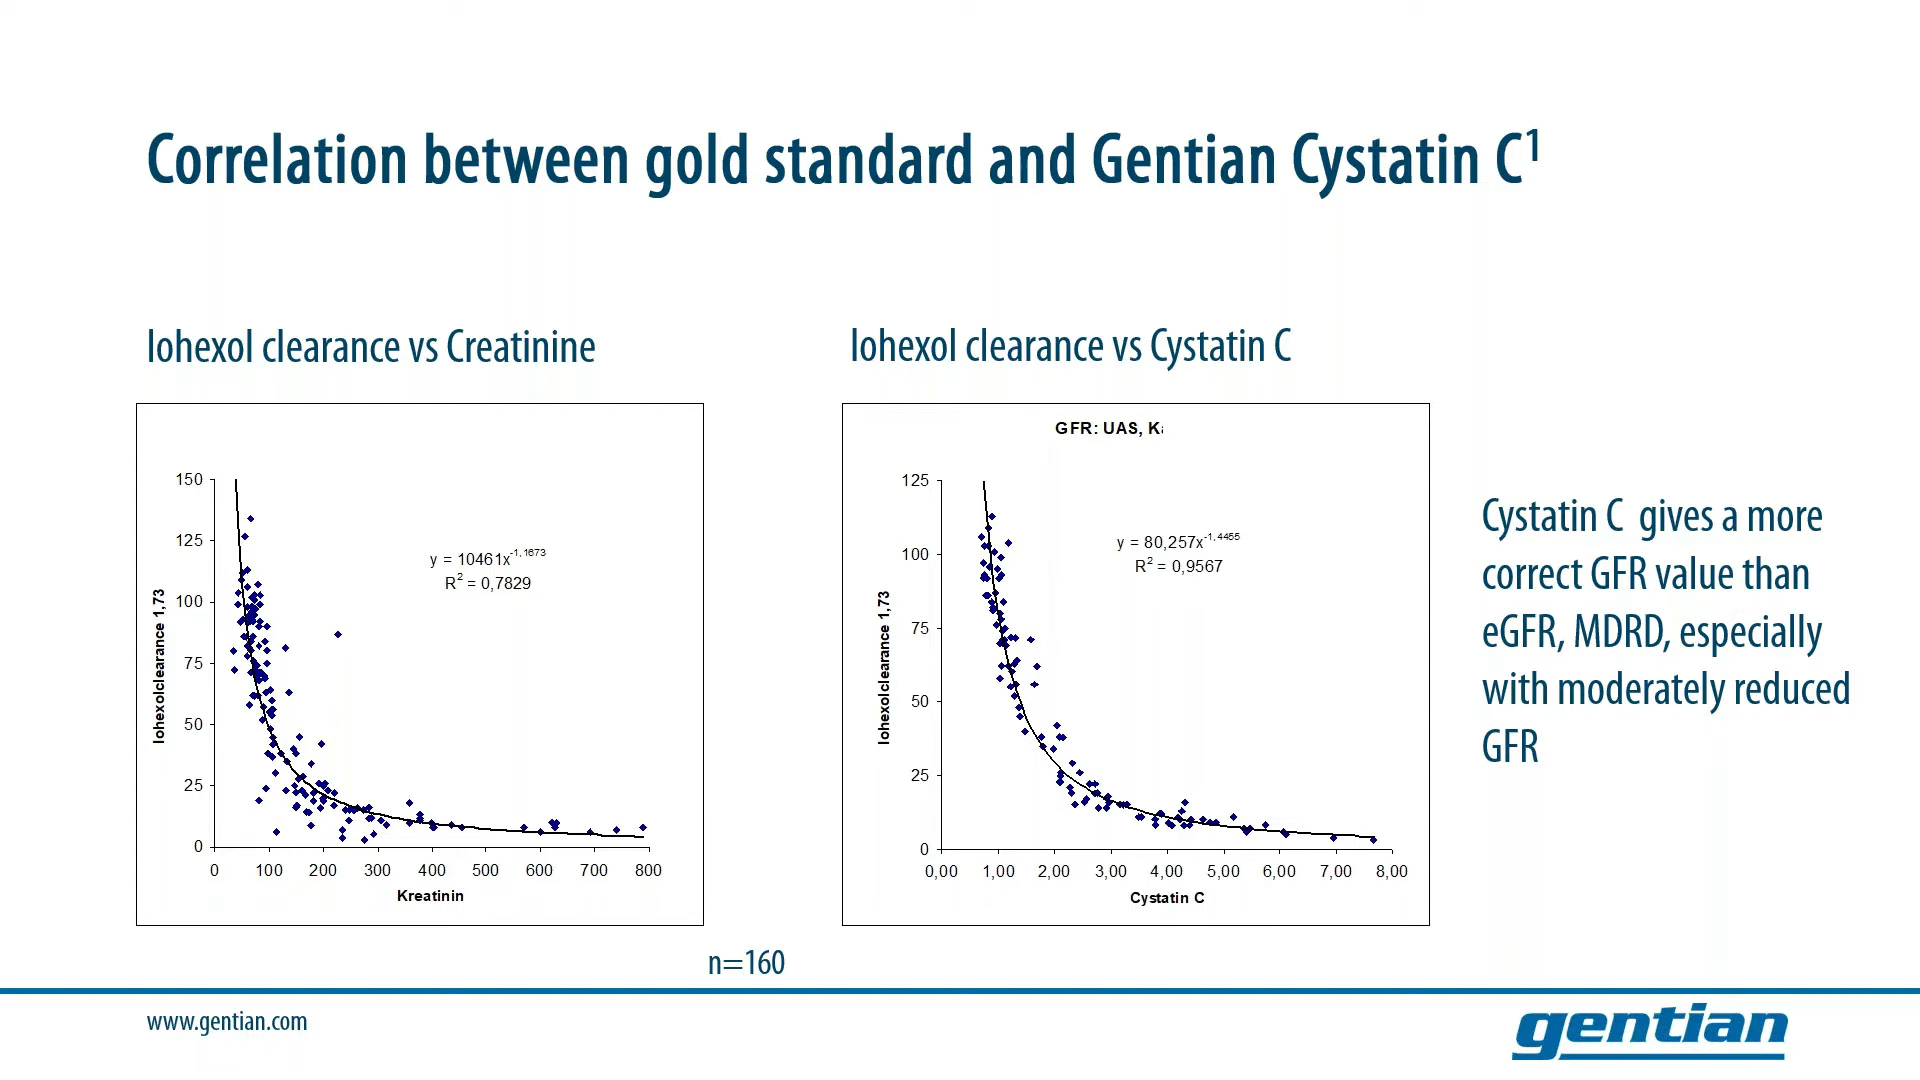 Correlation between gold standard and Gentian Cystatin C¹
Iohexol clearance vs Creatinine
150
125
100
75
50
25
0
Iohexolclearance 1,73
y = 10461x^-1,1673
R² = 0,7829
0 100 200 300 400 500 600 700 800
Kreatinin
Iohexol clearance vs Cystatin C
GFR: UAS, Ka
125
100
75
50
25
0
Iohexolclearance 1,73
y = 80,257x^-1,4455
R² = 0,9567
0,00 1,00 2,00 3,00 4,00 5,00 6,00 7,00 8,00
Cystatin C
Cystatin C gives a more
correct GFR value than
eGFR, MDRD, especially
with moderately reduced
GFR
n=160
www.gentian.com
gentian